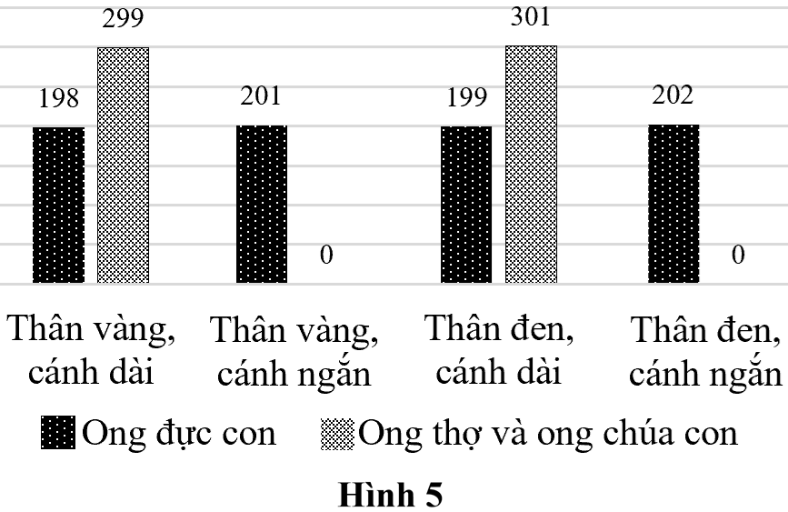 299
301
198
201
199
202
0
0
Thân vàng, cánh dài
Thân vàng, cánh ngắn
Thân đen, cánh dài
Thân đen, cánh ngắn
Ong đực con
Ong thợ và ong chúa con
Hình 5